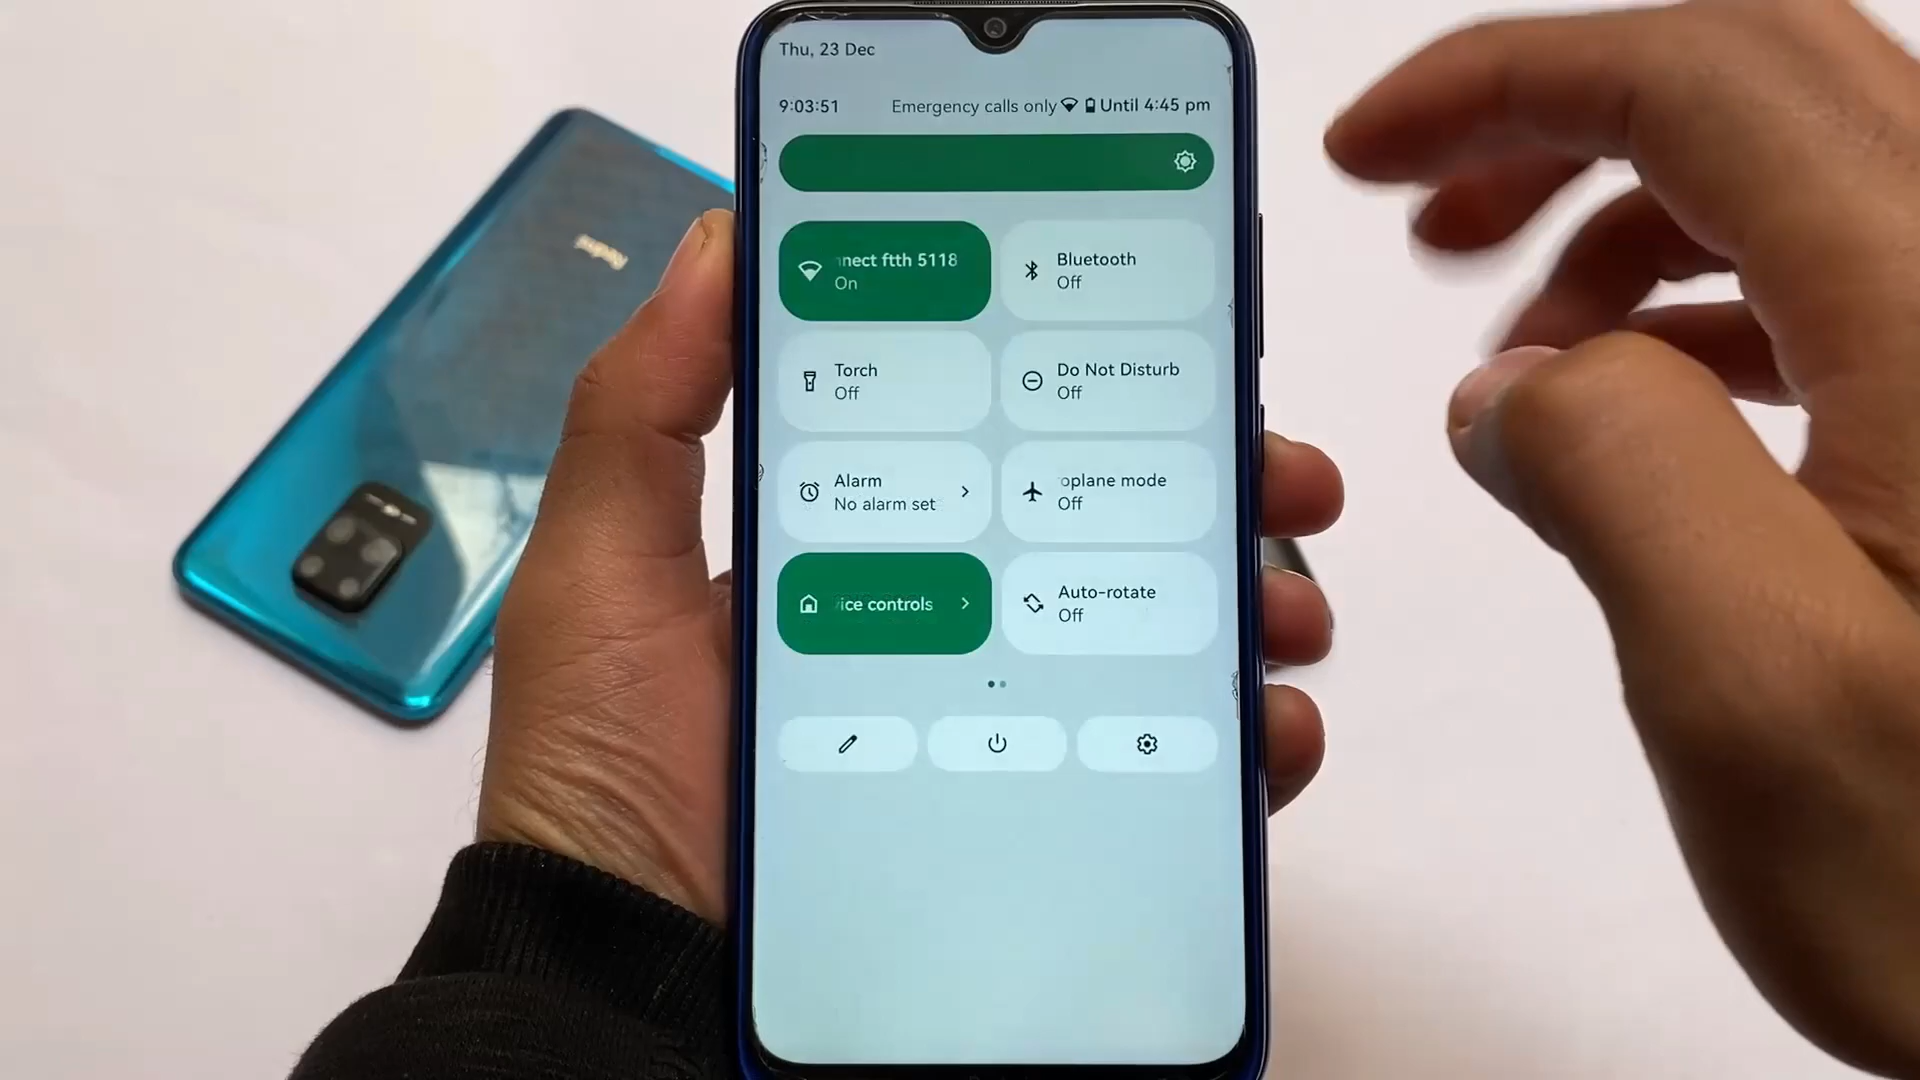 Thu, 23 Dec
9:03:51 Emergency calls only Until 4:45 pm
nect ftth 5118
On
Bluetooth
Off
Torch
Off
Do Not Disturb
Off
Alarm
No alarm set
oplane mode
Off
ice controls
Auto-rotate
Off
Redmi